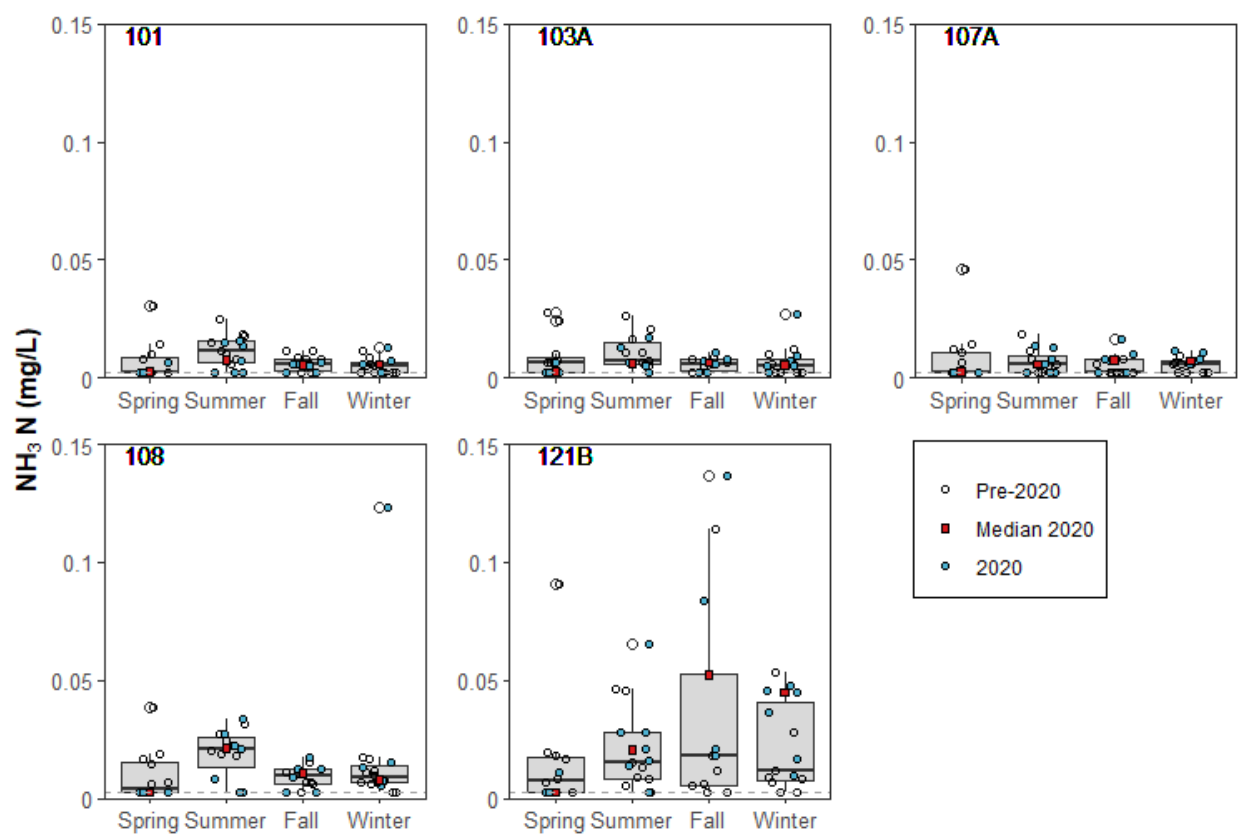 NH₃ N (mg/L)
101
0.15
0.1
0.05
0
Spring Summer Fall Winter
103A
0.15
0.1
0.05
0
Spring Summer Fall Winter
107A
0.15
0.1
0.05
0
Spring Summer Fall Winter
108
0.15
0.1
0.05
0
Spring Summer Fall Winter
121B
0.15
0.1
0.05
0
Spring Summer Fall Winter
Pre-2020
Median 2020
2020